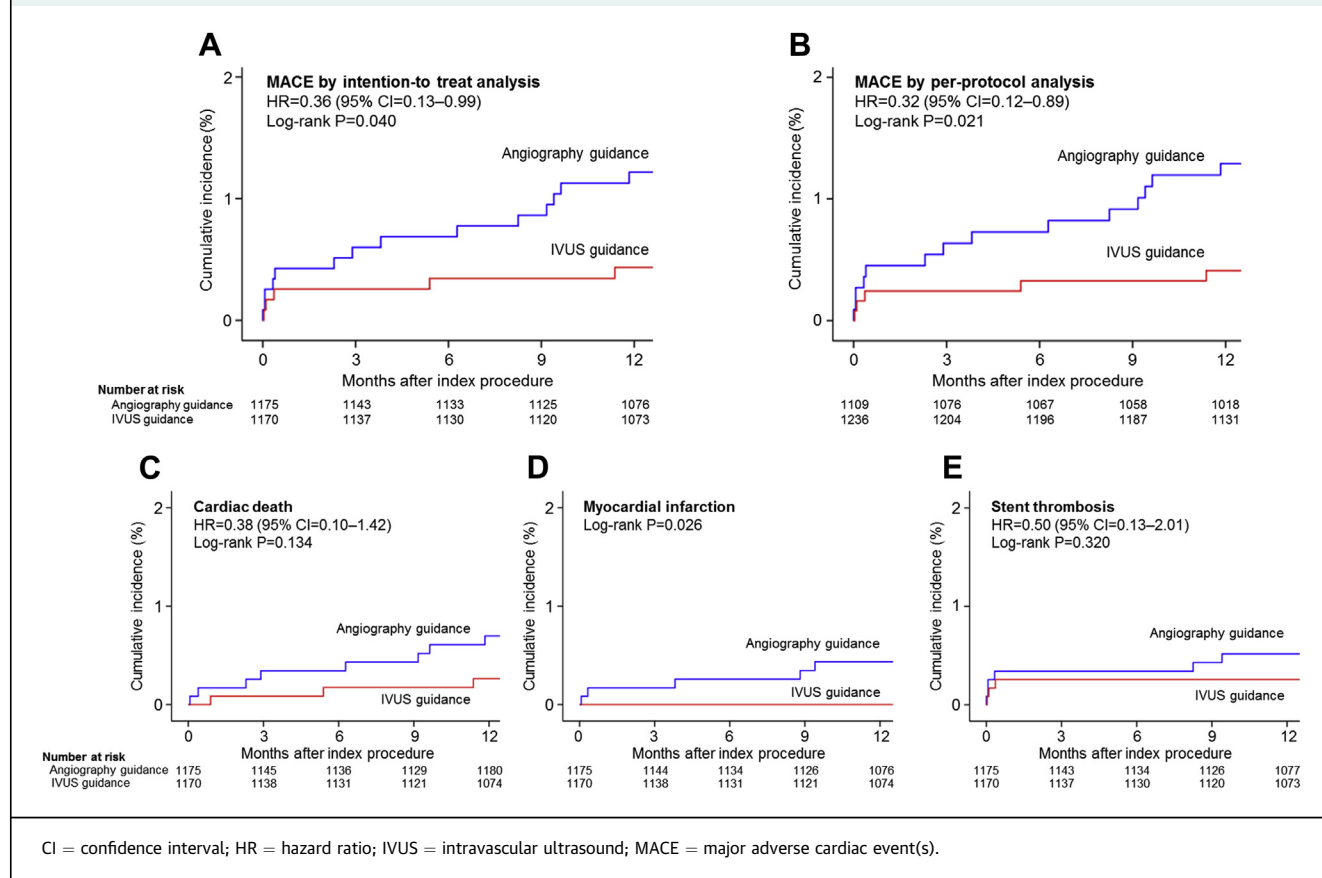 A
MACE by intention-to treat analysis
HR=0.36 (95% CI=0.13–0.99)
Log-rank P=0.040
Angiography guidance
IVUS guidance
Cumulative incidence (%)
2
1
0
0 3 6 9 12
Months after index procedure
Number at risk
Angiography guidance 1175 1143 1133 1125 1076
IVUS guidance 1170 1137 1130 1120 1073
B
MACE by per-protocol analysis
HR=0.32 (95% CI=0.12–0.89)
Log-rank P=0.021
Angiography guidance
IVUS guidance
Cumulative incidence (%)
2
1
0
0 3 6 9 12
Months after index procedure
1109 1076 1067 1058 1018
1236 1204 1196 1187 1131
C
Cardiac death
HR=0.38 (95% CI=0.10–1.42)
Log-rank P=0.134
Angiography guidance
IVUS guidance
Cumulative incidence (%)
2
1
0
0 3 6 9 12
Months after index procedure
Number at risk
Angiography guidance 1175 1145 1136 1129 1180
IVUS guidance 1170 1138 1131 1121 1074
D
Myocardial infarction
Log-rank P=0.026
Angiography guidance
IVUS guidance
Cumulative incidence (%)
2
1
0
0 3 6 9 12
Months after index procedure
1175 1144 1134 1126 1076
1170 1138 1131 1121 1074
E
Stent thrombosis
HR=0.50 (95% CI=0.13–2.01)
Log-rank P=0.320
Angiography guidance
IVUS guidance
Cumulative incidence (%)
2
1
0
0 3 6 9 12
Months after index procedure
1175 1143 1134 1126 1077
1170 1137 1130 1120 1073
CI = confidence interval; HR = hazard ratio; IVUS = intravascular ultrasound; MACE = major adverse cardiac event(s).